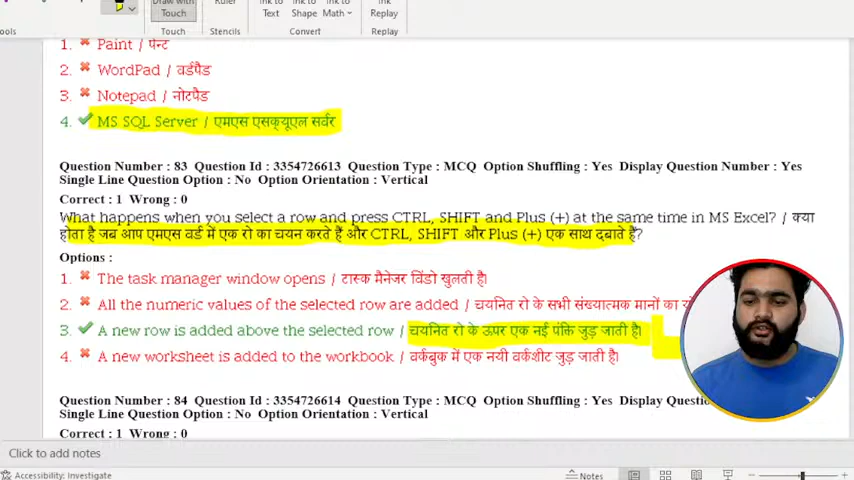 Draw with
Touch
Ruler
Ink to
Text
Ink to
Shape
Ink to
Math
Ink
Replay
Touch
Stencils
Convert
Replay
1. Paint / पेन्ट
2. WordPad / वर्डपैड
3. Notepad / नोटपैड
4. MS SQL Server / एमएस एसक्यूएल सर्वर
Question Number : 83 Question Id : 3354726613 Question Type : MCQ Option Shuffling : Yes Display Question Number : Yes
Single Line Question Option : No Option Orientation : Vertical
Correct : 1 Wrong : 0
What happens when you select a row and press CTRL, SHIFT and Plus (+) at the same time in MS Excel? / क्या
होता है जब आप एमएस वर्ड में एक रो का चयन करते हैं और CTRL, SHIFT और Plus (+) एक साथ दबाते हैं?
Options :
1. The task manager window opens / टास्क मैनेजर विंडो खुलती है।
2. All the numeric values of the selected row are added / चयनित रो के सभी संख्यात्मक मानों का
3. A new row is added above the selected row / चयनित रो के ऊपर एक नई पंक्ति जुड़ जाती है।
4. A new worksheet is added to the workbook / वर्कबुक में एक नयी वर्कशीट जुड़ जाती है।
Question Number : 84 Question Id : 3354726614 Question Type : MCQ Option Shuffling : Yes Display
Single Line Question Option : No Option Orientation : Vertical
Correct : 1 Wrong : 0
Click to add notes
Accessibility: Investigate
Notes